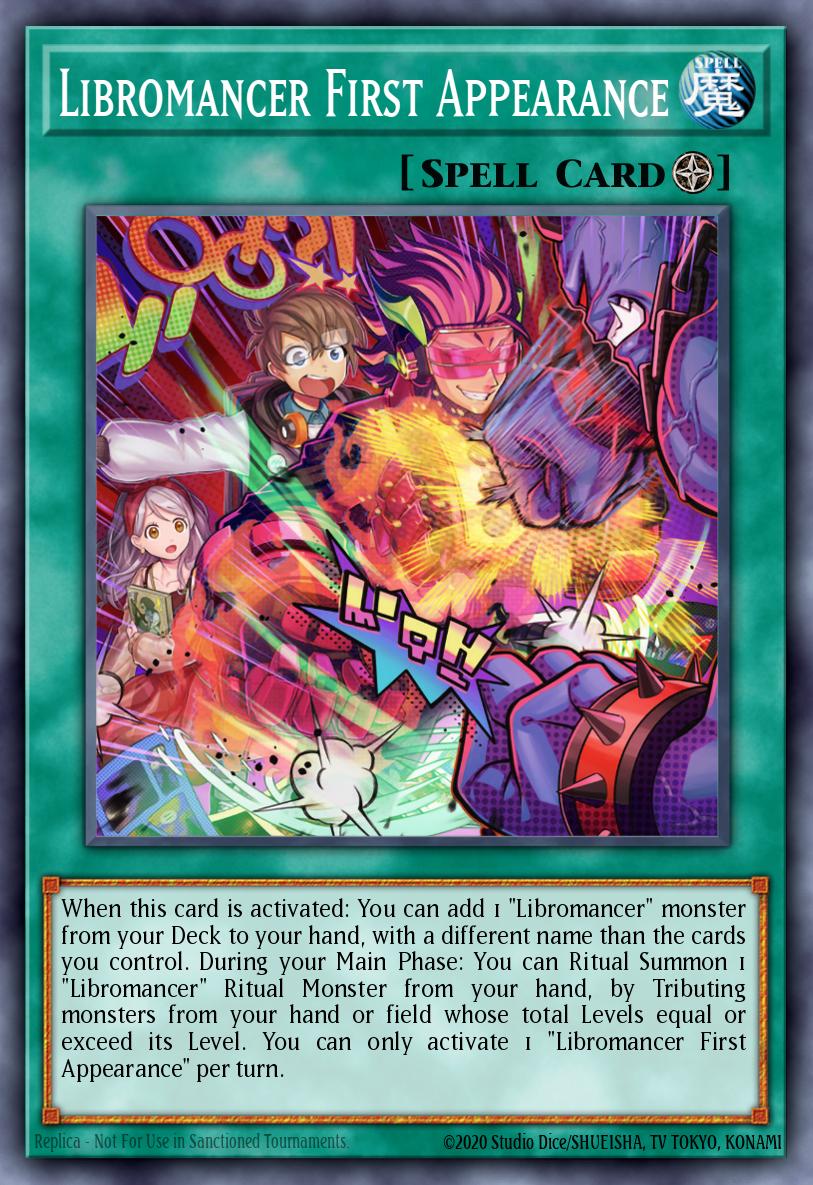 Libromancer First Appearance
SPELL
魔
[Spell Card]
When this card is activated: You can add 1 "Libromancer" monster
from your Deck to your hand, with a different name than the cards
you control. During your Main Phase: You can Ritual Summon 1
"Libromancer" Ritual Monster from your hand, by Tributing
monsters from your hand or field whose total Levels equal or
exceed its Level. You can only activate 1 "Libromancer First
Appearance" per turn.
Replica - Not For Use in Sanctioned Tournaments.
©2020 Studio Dice/SHUEISHA, TV TOKYO, KONAMI